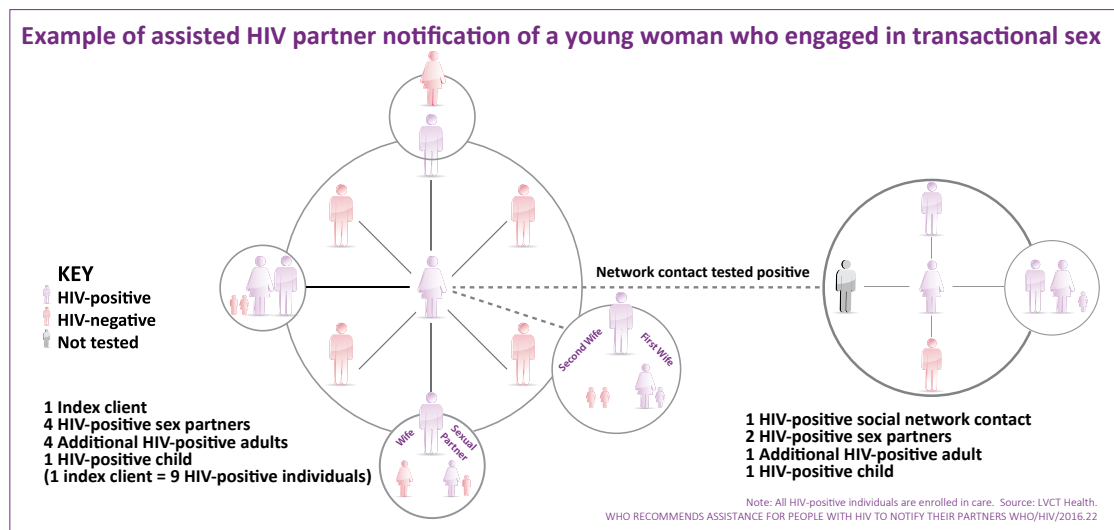 Example of assisted HIV partner notification of a young woman who engaged in transactional sex
KEY
HIV-positive
HIV-negative
Not tested
Network contact tested positive
Second Wife
First Wife
Wife
Sexual
Partner
1 Index client
4 HIV-positive sex partners
4 Additional HIV-positive adults
1 HIV-positive child
(1 index client = 9 HIV-positive individuals)
1 HIV-positive social network contact
2 HIV-positive sex partners
1 Additional HIV-positive adult
1 HIV-positive child
Note: All HIV-positive individuals are enrolled in care.  Source: LVCT Health.
WHO RECOMMENDS ASSISTANCE FOR PEOPLE WITH HIV TO NOTIFY THEIR PARTNERS WHO/HIV/2016.22